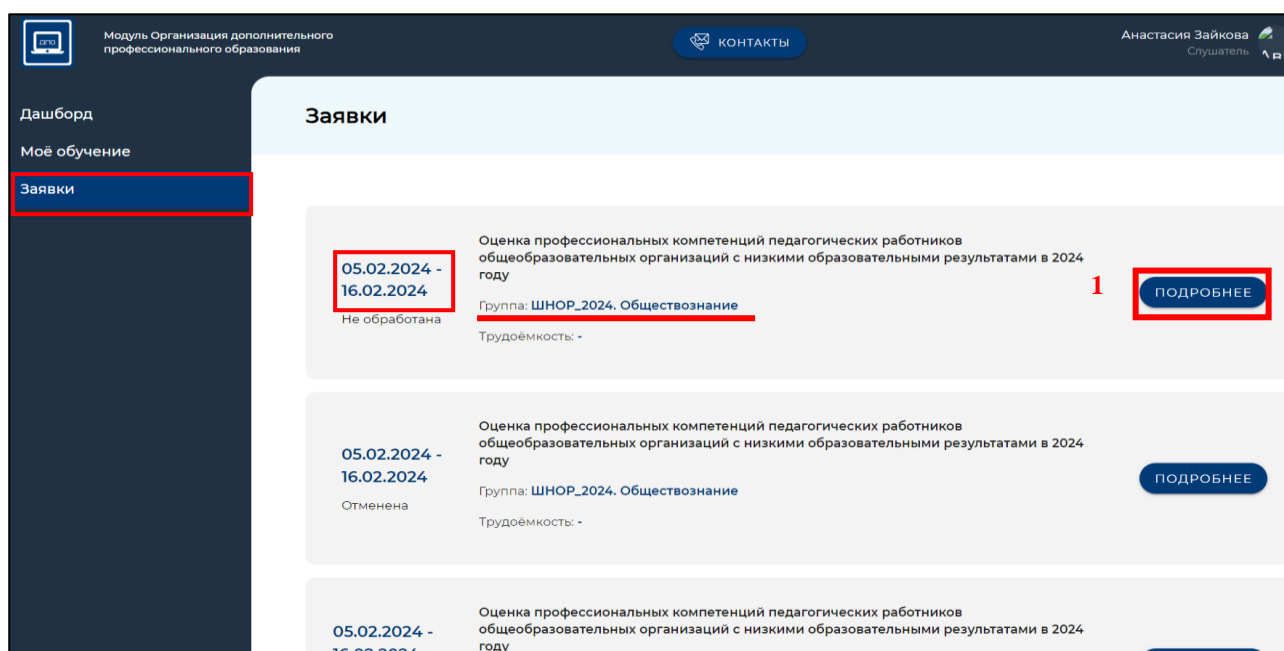 дпо
Модуль Организация дополнительного
профессионального образования
КОНТАКТЫ
Анастасия Зайкова
Слушатель
Дашборд
Моё обучение
Заявки
Заявки
05.02.2024 -
16.02.2024
Не обработана
Оценка профессиональных компетенций педагогических работников
общеобразовательных организаций с низкими образовательными результатами в 2024
году
Группа: ШНОР_2024. Обществознание
Трудоёмкость: -
1
ПОДРОБНЕЕ
05.02.2024 -
16.02.2024
Отменена
Оценка профессиональных компетенций педагогических работников
общеобразовательных организаций с низкими образовательными результатами в 2024
году
Группа: ШНОР_2024. Обществознание
Трудоёмкость: -
ПОДРОБНЕЕ
05.02.2024 -
16.02.2024
Оценка профессиональных компетенций педагогических работников
общеобразовательных организаций с низкими образовательными результатами в 2024
году